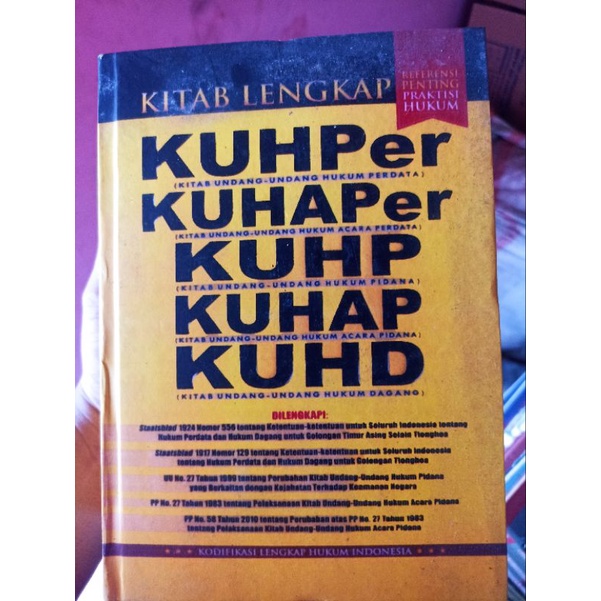 KITAB LENGKAP
REFERENSI
PENTING
PRAKTISI
HUKUM
KUHPer
(KITAB UNDANG-UNDANG HUKUM PERDATA)
KUHAPer
(KITAB UNDANG-UNDANG HUKUM ACARA PERDATA)
KUHP
(KITAB UNDANG-UNDANG HUKUM PIDANA)
KUHAP
(KITAB UNDANG-UNDANG HUKUM ACARA PIDANA)
KUHD
(KITAB UNDANG-UNDANG HUKUM DAGANG)
DILENGKAPI:
Staatsblad 1924 Nomor 556 tentang Ketentuan-ketentuan untuk Seluruh Indonesia tentang
Hukum Perdata dan Hukum Dagang untuk Golongan Timur Asing Selain Tionghoa
Staatsblad 1917 Nomor 129 tentang Ketentuan-ketentuan untuk Seluruh Indonesia
tentang Hukum Perdata dan Hukum Dagang untuk Golongan Tionghoa
UU No. 27 Tahun 1999 tentang Perubahan Kitab Undang-Undang Hukum Pidana
yang Berkaitan dengan Kejahatan Terhadap Keamanan Negara
PP No. 27 Tahun 1983 tentang Pelaksanaan Kitab Undang-Undang Hukum Acara Pidana
PP No. 58 Tahun 2010 tentang Perubahan atas PP No. 27 Tahun 1983
tentang Pelaksanaan Kitab Undang-Undang Hukum Acara Pidana
KODIFIKASI LENGKAP HUKUM INDONESIA